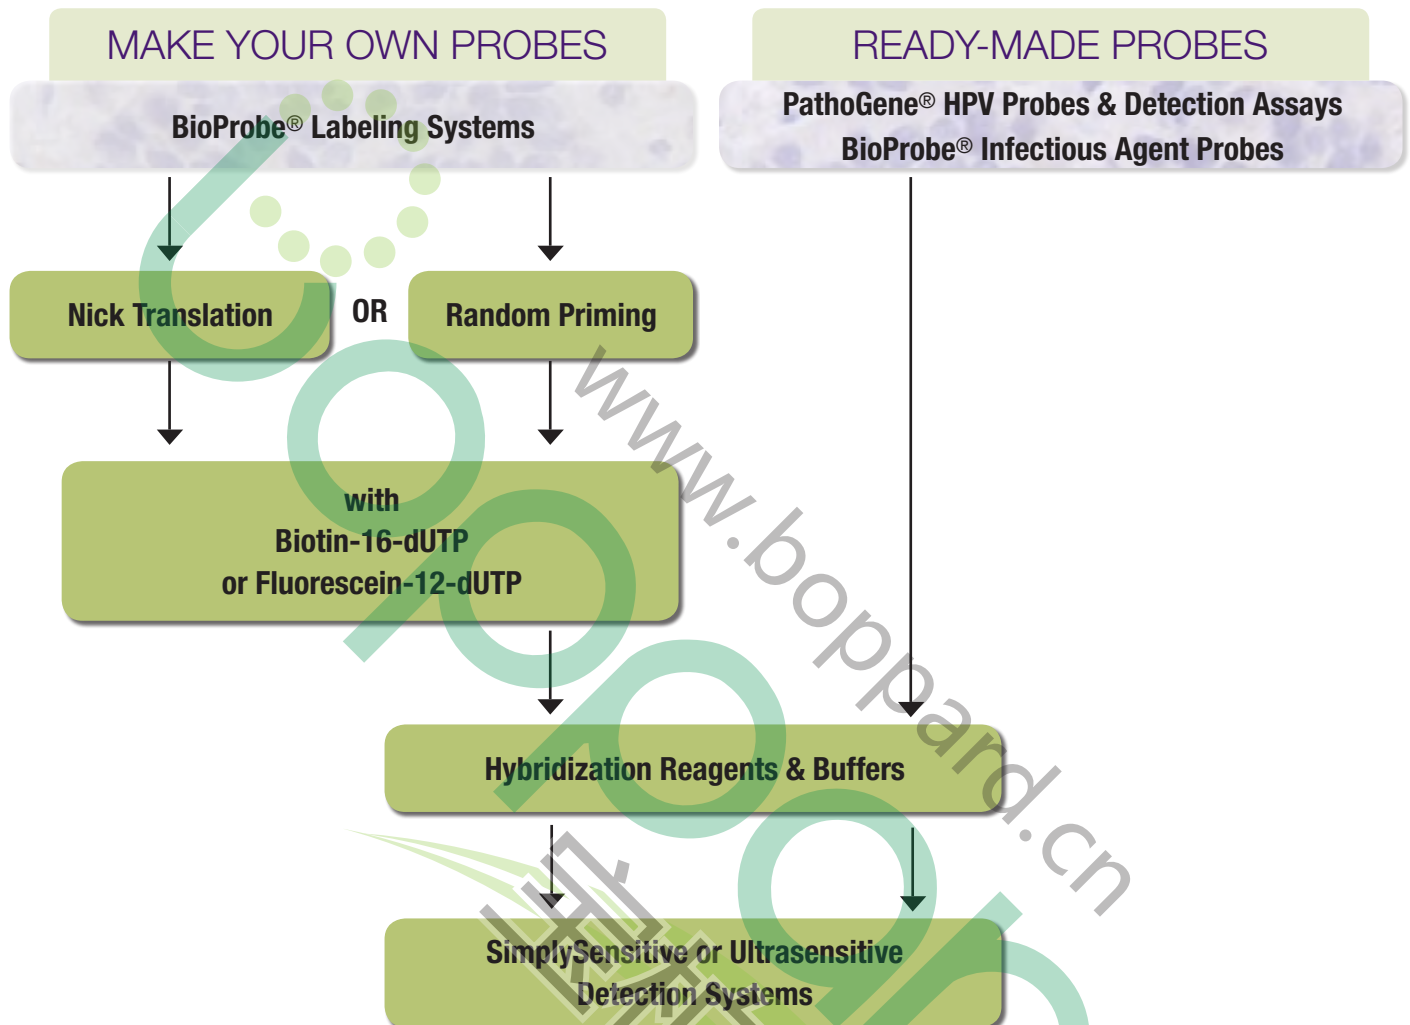 MAKE YOUR OWN PROBES
BioProbe® Labeling Systems
Nick Translation
OR
Random Priming
with
Biotin-16-dUTP
or Fluorescein-12-dUTP
READY-MADE PROBES
PathoGene® HPV Probes & Detection Assays
BioProbe® Infectious Agent Probes
Hybridization Reagents & Buffers
SimplySensitive or Ultrasensitive
Detection Systems
www.boppard.cn